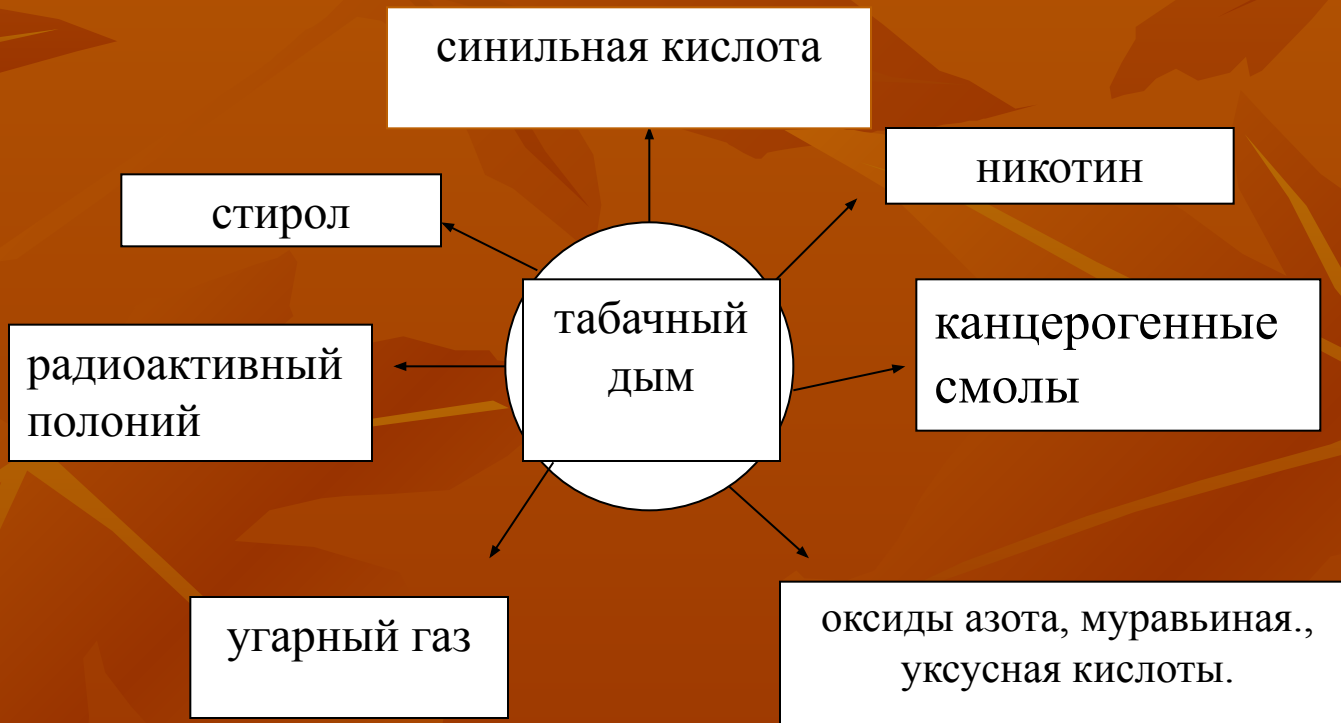 синильная кислота
никотин
стирол
табачный
дым
канцерогенные
смолы
радиоактивный
полоний
угарный газ
оксиды азота, муравьиная.,
уксусная кислоты.